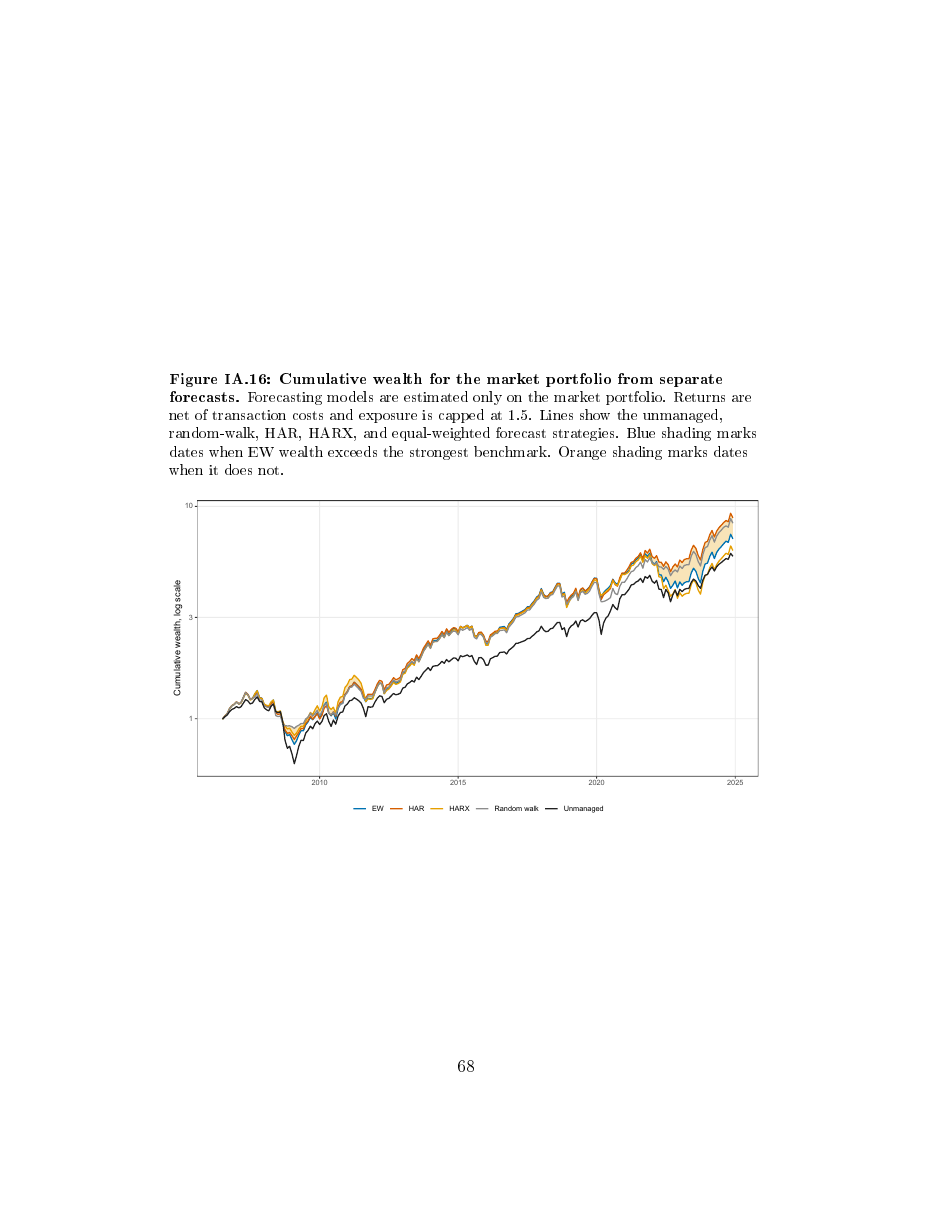 Figure IA.16: Cumulative wealth for the market portfolio from separate
forecasts. Forecasting models are estimated only on the market portfolio. Returns are
net of transaction costs and exposure is capped at 1.5. Lines show the unmanaged,
random-walk, HAR, HARX, and equal-weighted forecast strategies. Blue shading marks
dates when EW wealth exceeds the strongest benchmark. Orange shading marks dates
when it does not.
10
3
1
Cumulative wealth, log scale
2010 2015 2020 2025
EW HAR HARX Random walk Unmanaged
68